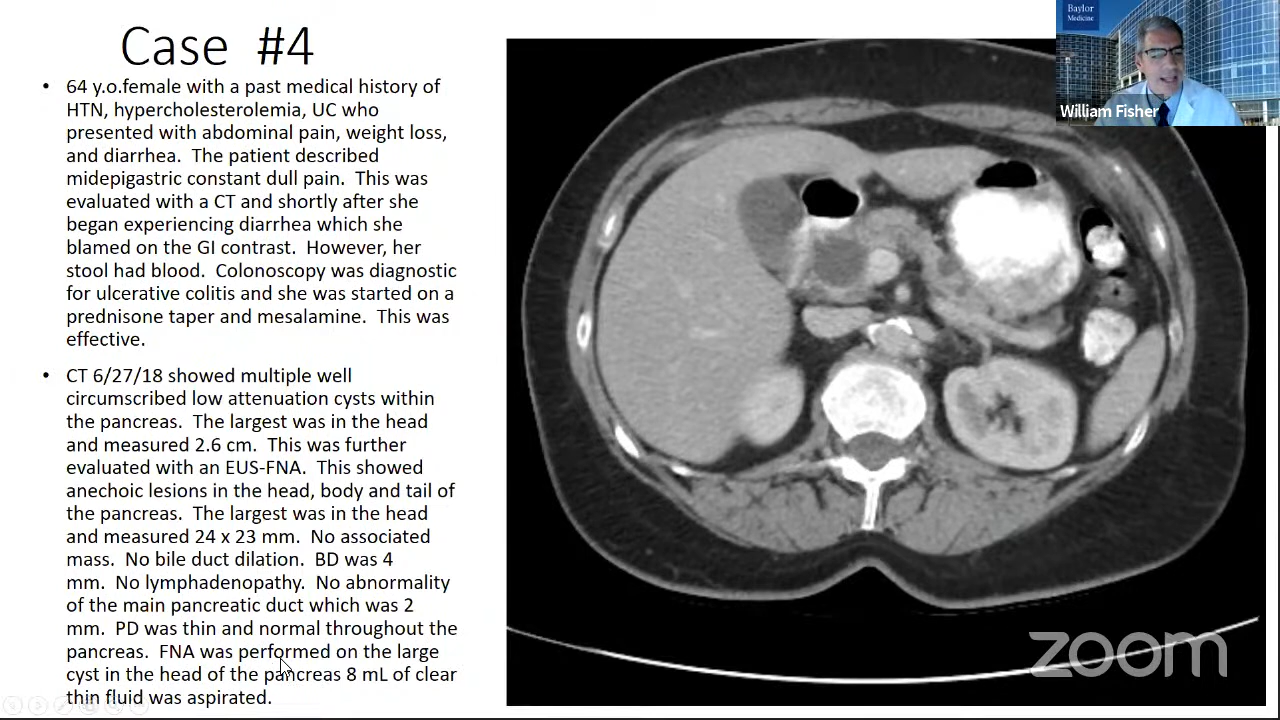 Case #4
• 64 y.o.female with a past medical history of
HTN, hypercholesterolemia, UC who
presented with abdominal pain, weight loss,
and diarrhea. The patient described
midepigastric constant dull pain. This was
evaluated with a CT and shortly after she
began experiencing diarrhea which she
blamed on the GI contrast. However, her
stool had blood. Colonoscopy was diagnostic
for ulcerative colitis and she was started on a
prednisone taper and mesalamine. This was
effective.
• CT 6/27/18 showed multiple well
circumscribed low attenuation cysts within
the pancreas. The largest was in the head
and measured 2.6 cm. This was further
evaluated with an EUS-FNA. This showed
anechoic lesions in the head, body and tail of
the pancreas. The largest was in the head
and measured 24 x 23 mm. No associated
mass. No bile duct dilation. BD was 4
mm. No lymphadenopathy. No abnormality
of the main pancreatic duct which was 2
mm. PD was thin and normal throughout the
pancreas. FNA was performed on the large
cyst in the head of the pancreas 8 mL of clear
thin fluid was aspirated.
Baylor
Medicine
William Fisher
zoom